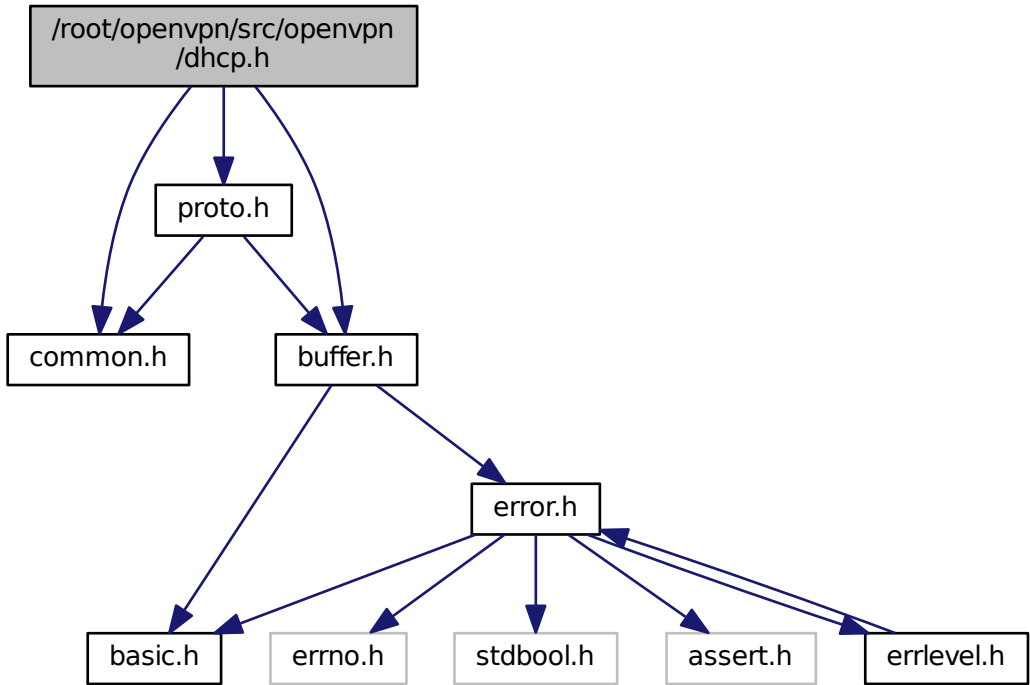 /root/openvpn/src/openvpn
/dhcp.h
proto.h
common.h
buffer.h
error.h
basic.h
errno.h
stdbool.h
assert.h
errlevel.h